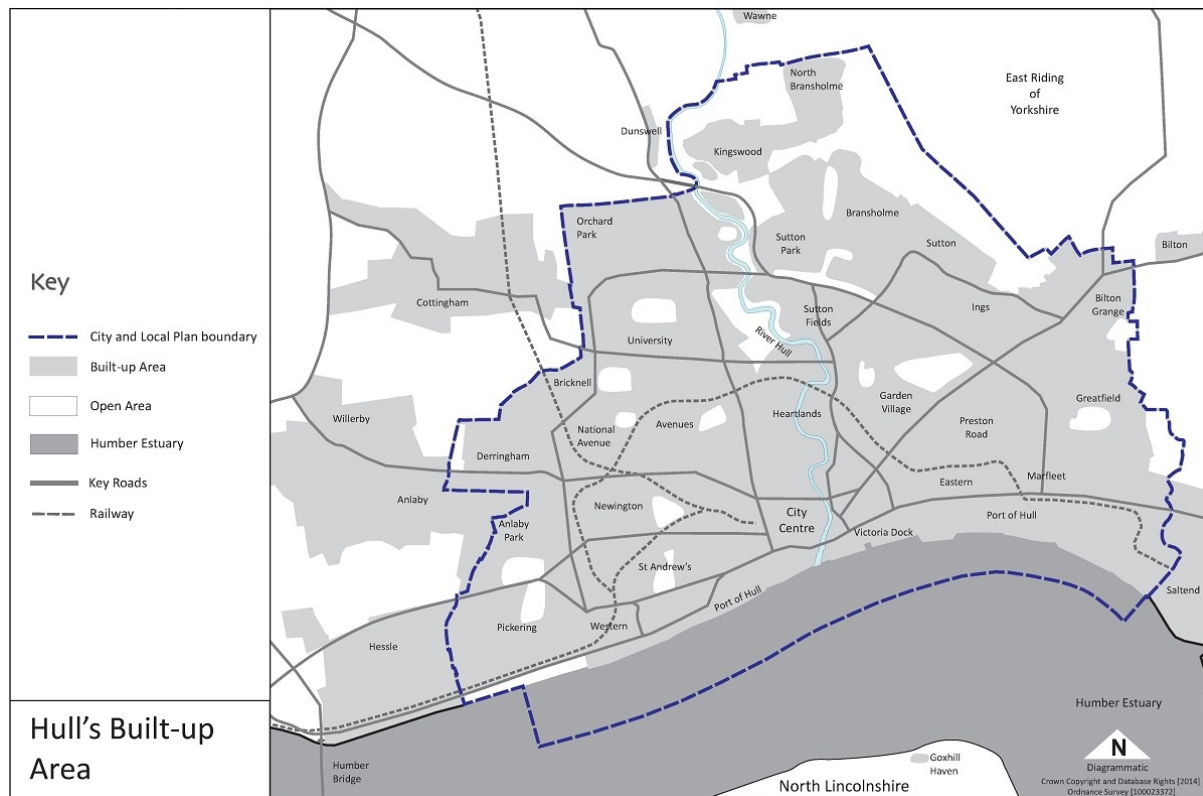 Key
City and Local Plan boundary
Built-up Area
Open Area
Humber Estuary
Key Roads
Railway
Hull's Built-up
Area
Wawne
North
Bransholme
East Riding
of
Yorkshire
Dunswell
Kingswood
Orchard
Park
Bransholme
Sutton
Park
Sutton
Bilton
Cottingham
Sutton
Fields
Ings
Bilton
Grange
University
River Hull
Bricknell
Garden
Village
Greatfield
Willerby
National
Avenue
Avenues
Heartlands
Preston
Road
Derringham
Anlaby
Newington
Eastern
Marfleet
Anlaby
Park
City
Centre
Victoria Dock
Port of Hull
St Andrew's
Port of Hull
Saltend
Pickering
Western
Hessle
Humber Estuary
N
Diagrammatic
Humber
Bridge
Goxhill
Haven
North Lincolnshire
Crown Copyright and Database Rights [2014]
Ordnance Survey [100023372]